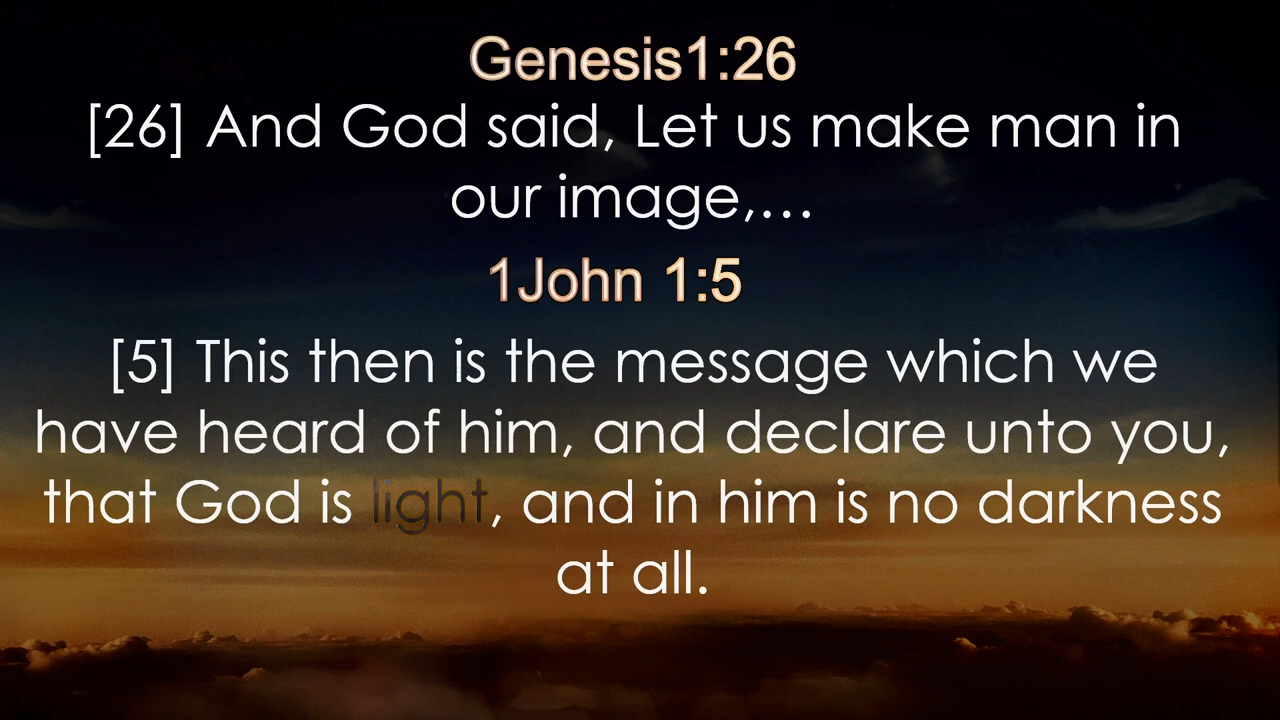 Genesis1:26
[26] And God said, Let us make man in
our image,…
1John 1:5
[5] This then is the message which we
have heard of him, and declare unto you,
that God is light, and in him is no darkness
at all.